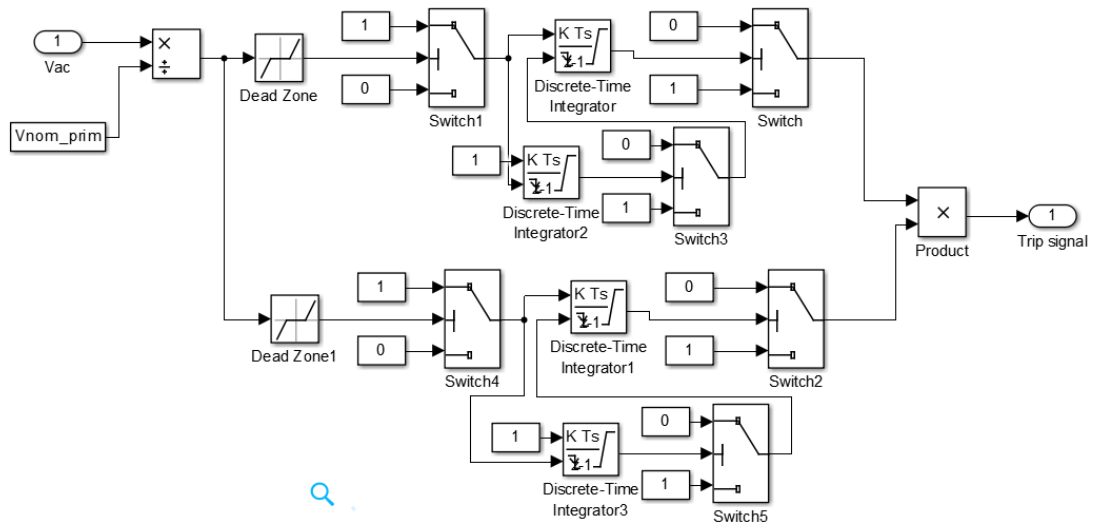 1
Vac
×
÷
Vnom_prim
Dead Zone
1
0
Switch1
K Ts
z-1
Discrete-Time
Integrator
0
1
Switch
1
K Ts
z-1
Discrete-Time
Integrator2
0
1
Switch3
×
Product
1
Trip signal
Dead Zone1
1
0
Switch4
K Ts
z-1
Discrete-Time
Integrator1
0
1
Switch2
1
K Ts
z-1
Discrete-Time
Integrator3
0
1
Switch5